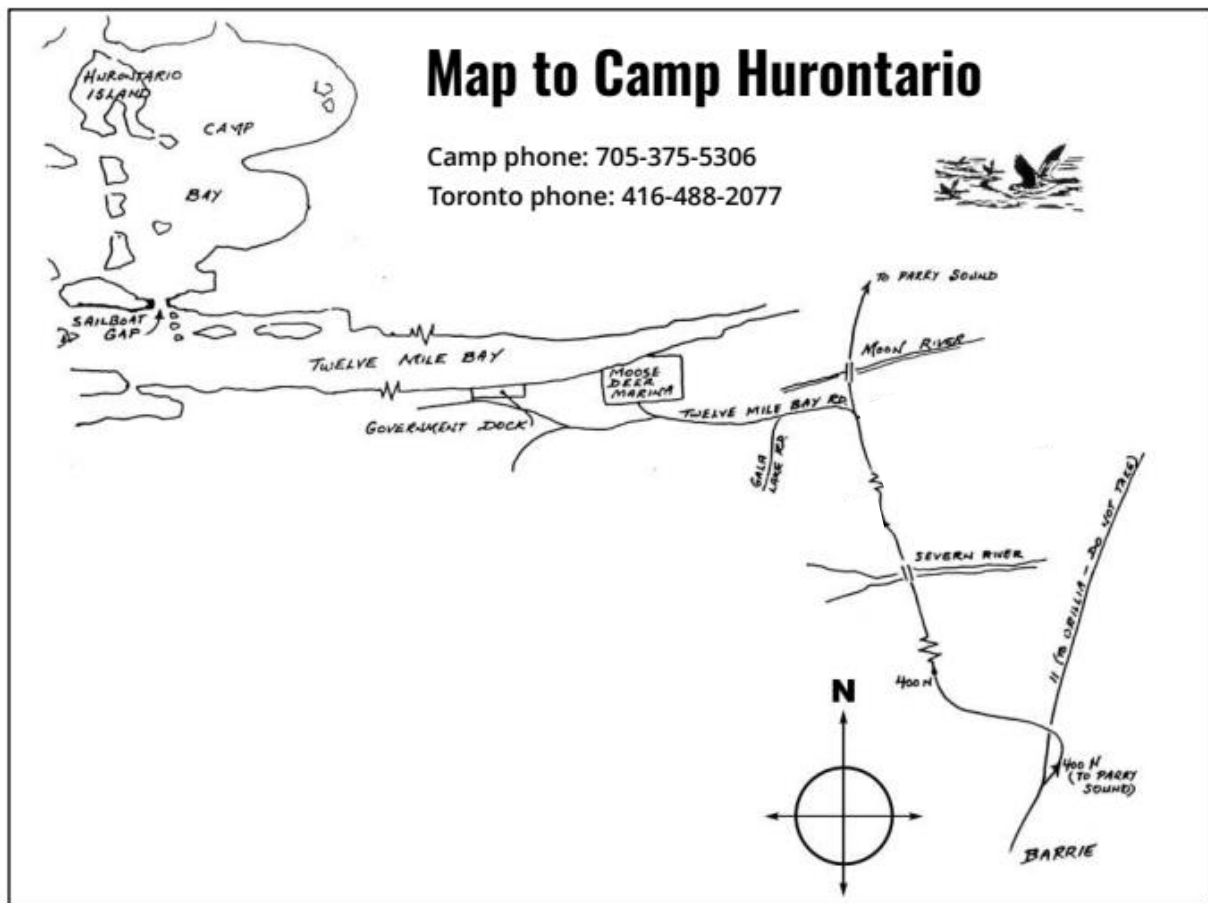 Map to Camp Hurontario
Camp phone: 705-375-5306
Toronto phone: 416-488-2077
HURONTARIO
ISLAND
CAMP
BAY
SAILBOAT
GAP
TWELVE MILE BAY
GOVERNMENT DOCK
MOOSE
DEER
MARINA
TWELVE MILE BAY RD.
GALA
LAKE RD.
TO PARRY SOUND
MOON RIVER
SEVERN RIVER
11 (TO ORILLIA - DO NOT TAKE)
400N
400 N
(TO PARRY
SOUND)
BARRIE
N